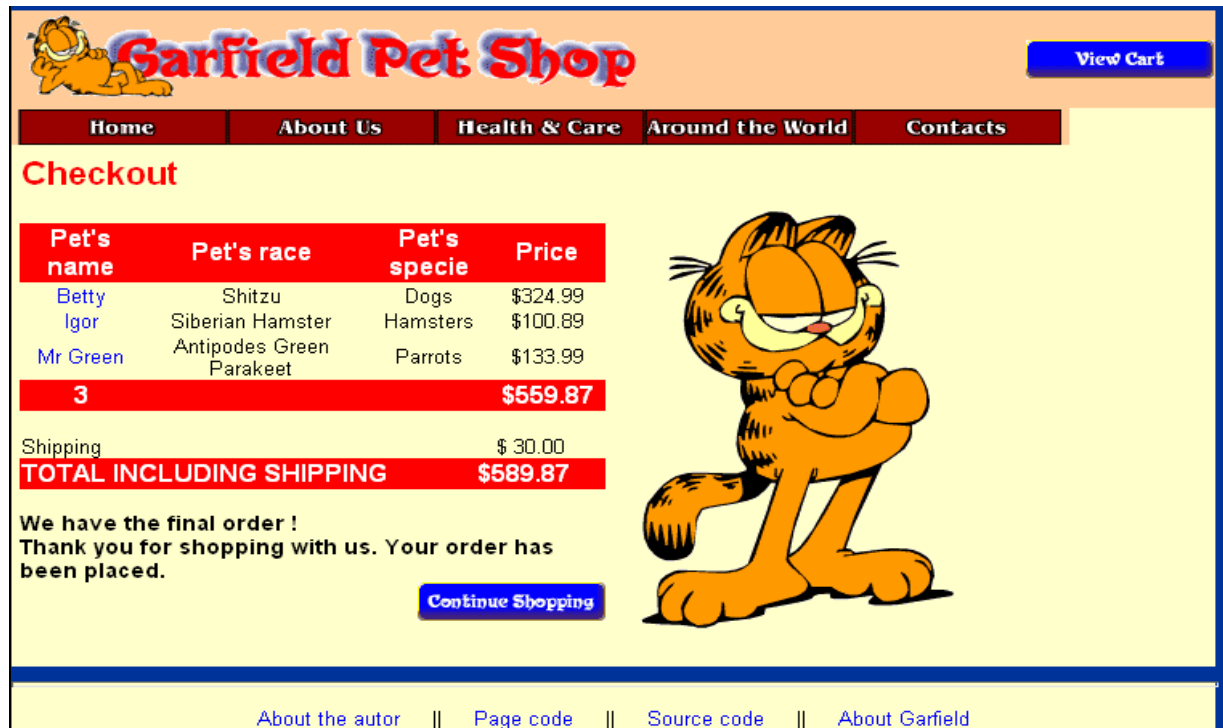 Garfield Pet Shop
View Cart
Home About Us Health & Care Around the World Contacts
Checkout
Pet's name Pet's race Pet's specie Price
Betty Shitzu Dogs $324.99
Igor Siberian Hamster Hamsters $100.89
Mr Green Antipodes Green Parakeet Parrots $133.99
3 $559.87
Shipping $ 30.00
TOTAL INCLUDING SHIPPING $589.87
We have the final order !
Thank you for shopping with us. Your order has
been placed.
Continue Shopping
About the autor || Page code || Source code || About Garfield